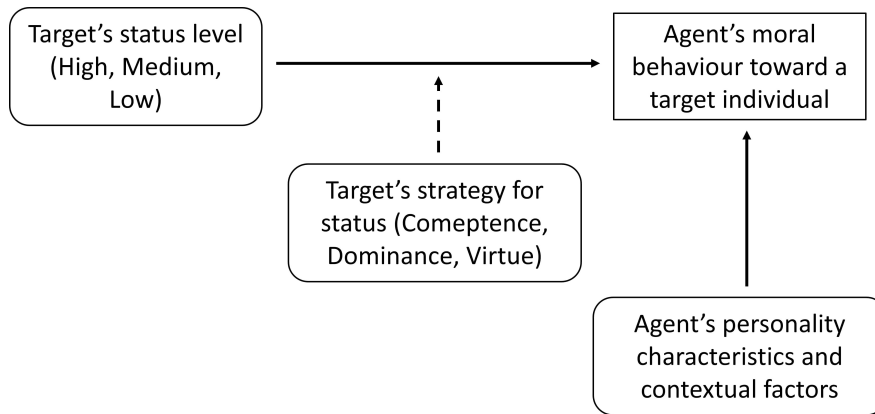 Target's status level
(High, Medium,
Low)
Agent's moral
behaviour toward a
target individual
Target's strategy for
status (Comeptence,
Dominance, Virtue)
Agent's personality
characteristics and
contextual factors